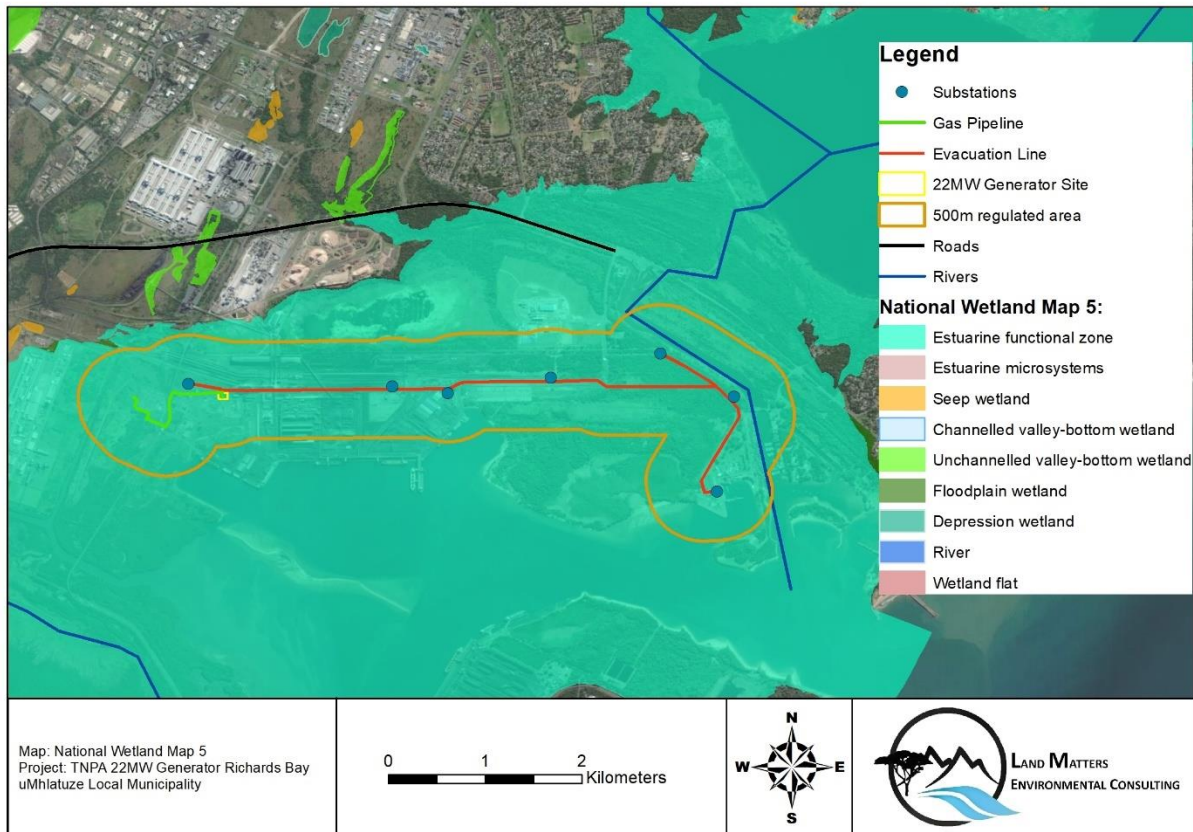 Legend
Substations
Gas Pipeline
Evacuation Line
22MW Generator Site
500m regulated area
Roads
Rivers
National Wetland Map 5:
Estuarine functional zone
Estuarine microsystems
Seep wetland
Channelled valley-bottom wetland
Unchannelled valley-bottom wetland
Floodplain wetland
Depression wetland
River
Wetland flat
Map: National Wetland Map 5
Project: TNPA 22MW Generator Richards Bay
uMhlatuze Local Municipality
0 1 2
Kilometers
N
W E
S
LAND MATTERS
ENVIRONMENTAL CONSULTING